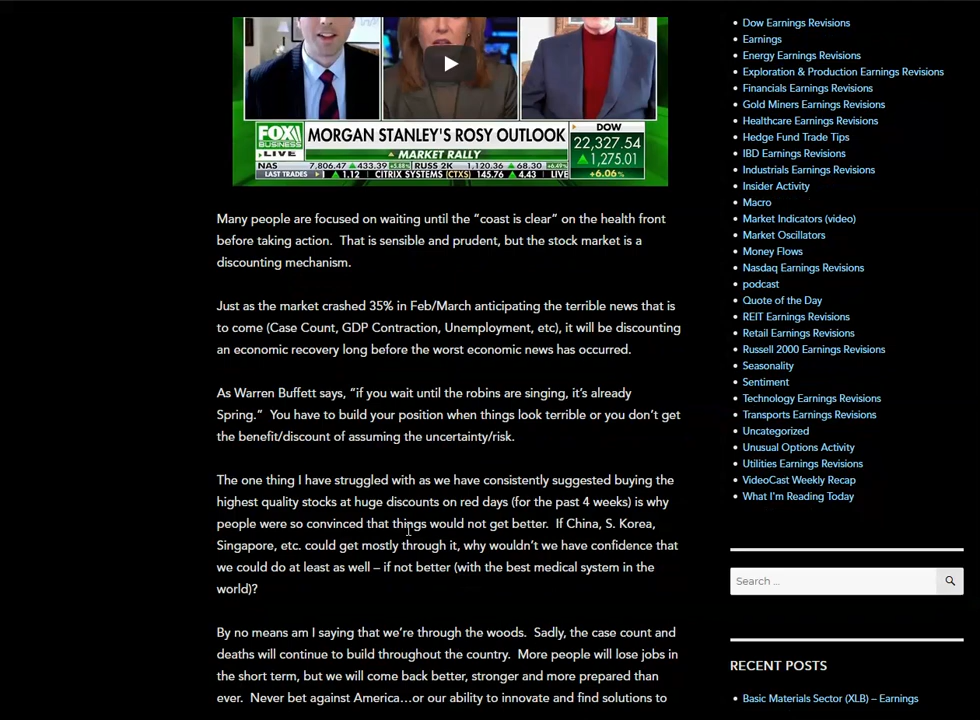 FOX
BUSINESS
LIVE
MORGAN STANLEY'S ROSY OUTLOOK
MARKET RALLY
DOW
22,327.54
1,275.01
+6.06%
NAS 7,806.47 433.39 RUSS 2K 1,120.36 68.30
LAST TRADES 1.12 CITRIX SYSTEMS (CTXS) 145.76 4.43 LIVE
Many people are focused on waiting until the “coast is clear” on the health front
before taking action. That is sensible and prudent, but the stock market is a
discounting mechanism.
Just as the market crashed 35% in Feb/March anticipating the terrible news that is
to come (Case Count, GDP Contraction, Unemployment, etc), it will be discounting
an economic recovery long before the worst economic news has occurred.
As Warren Buffett says, “if you wait until the robins are singing, it’s already
Spring.” You have to build your position when things look terrible or you don’t get
the benefit/discount of assuming the uncertainty/risk.
The one thing I have struggled with as we have consistently suggested buying the
highest quality stocks at huge discounts on red days (for the past 4 weeks) is why
people were so convinced that things would not get better. If China, S. Korea,
Singapore, etc. could get mostly through it, why wouldn’t we have confidence that
we could do at least as well – if not better (with the best medical system in the
world)?
By no means am I saying that we’re through the woods. Sadly, the case count and
deaths will continue to build throughout the country. More people will lose jobs in
the short term, but we will come back better, stronger and more prepared than
ever. Never bet against America…or our ability to innovate and find solutions to
Dow Earnings Revisions
Earnings
Energy Earnings Revisions
Exploration & Production Earnings Revisions
Financials Earnings Revisions
Gold Miners Earnings Revisions
Healthcare Earnings Revisions
Hedge Fund Trade Tips
IBD Earnings Revisions
Industrials Earnings Revisions
Insider Activity
Macro
Market Indicators (video)
Market Oscillators
Money Flows
Nasdaq Earnings Revisions
podcast
Quote of the Day
REIT Earnings Revisions
Retail Earnings Revisions
Russell 2000 Earnings Revisions
Seasonality
Sentiment
Technology Earnings Revisions
Transports Earnings Revisions
Uncategorized
Unusual Options Activity
Utilities Earnings Revisions
VideoCast Weekly Recap
What I'm Reading Today
Search …
RECENT POSTS
Basic Materials Sector (XLB) – Earnings